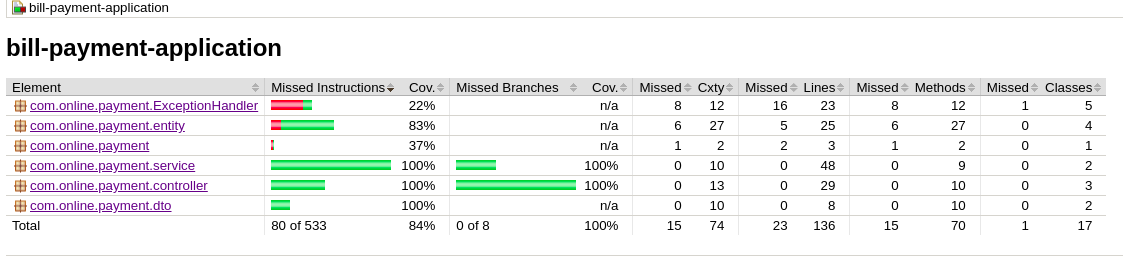 bill-payment-application
bill-payment-application
Element Missed Instructions Cov. Missed Branches Cov. Missed Cxty Missed Lines Missed Methods Missed Classes
com.online.payment.ExceptionHandler 22% n/a 8 12 16 23 8 12 1 5
com.online.payment.entity 83% n/a 6 27 5 25 6 27 0 4
com.online.payment 37% n/a 1 2 2 3 1 2 0 1
com.online.payment.service 100% 100% 0 10 0 48 0 9 0 2
com.online.payment.controller 100% 100% 0 13 0 29 0 10 0 3
com.online.payment.dto 100% n/a 0 10 0 8 0 10 0 2
Total 80 of 533 84% 0 of 8 100% 15 74 23 136 15 70 1 17